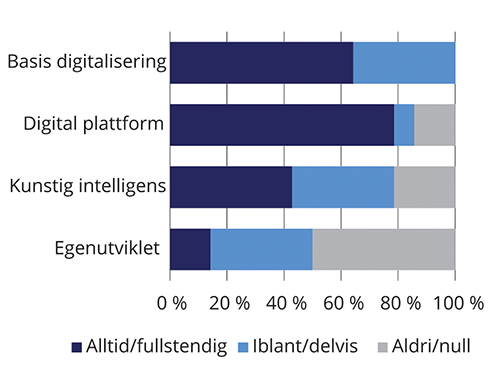 Basis digitalisering
Digital plattform
Kunstig intelligens
Egenutviklet
0 % 20 % 40 % 60 % 80 % 100 %
Alltid/fullstendig Iblant/delvis Aldri/null